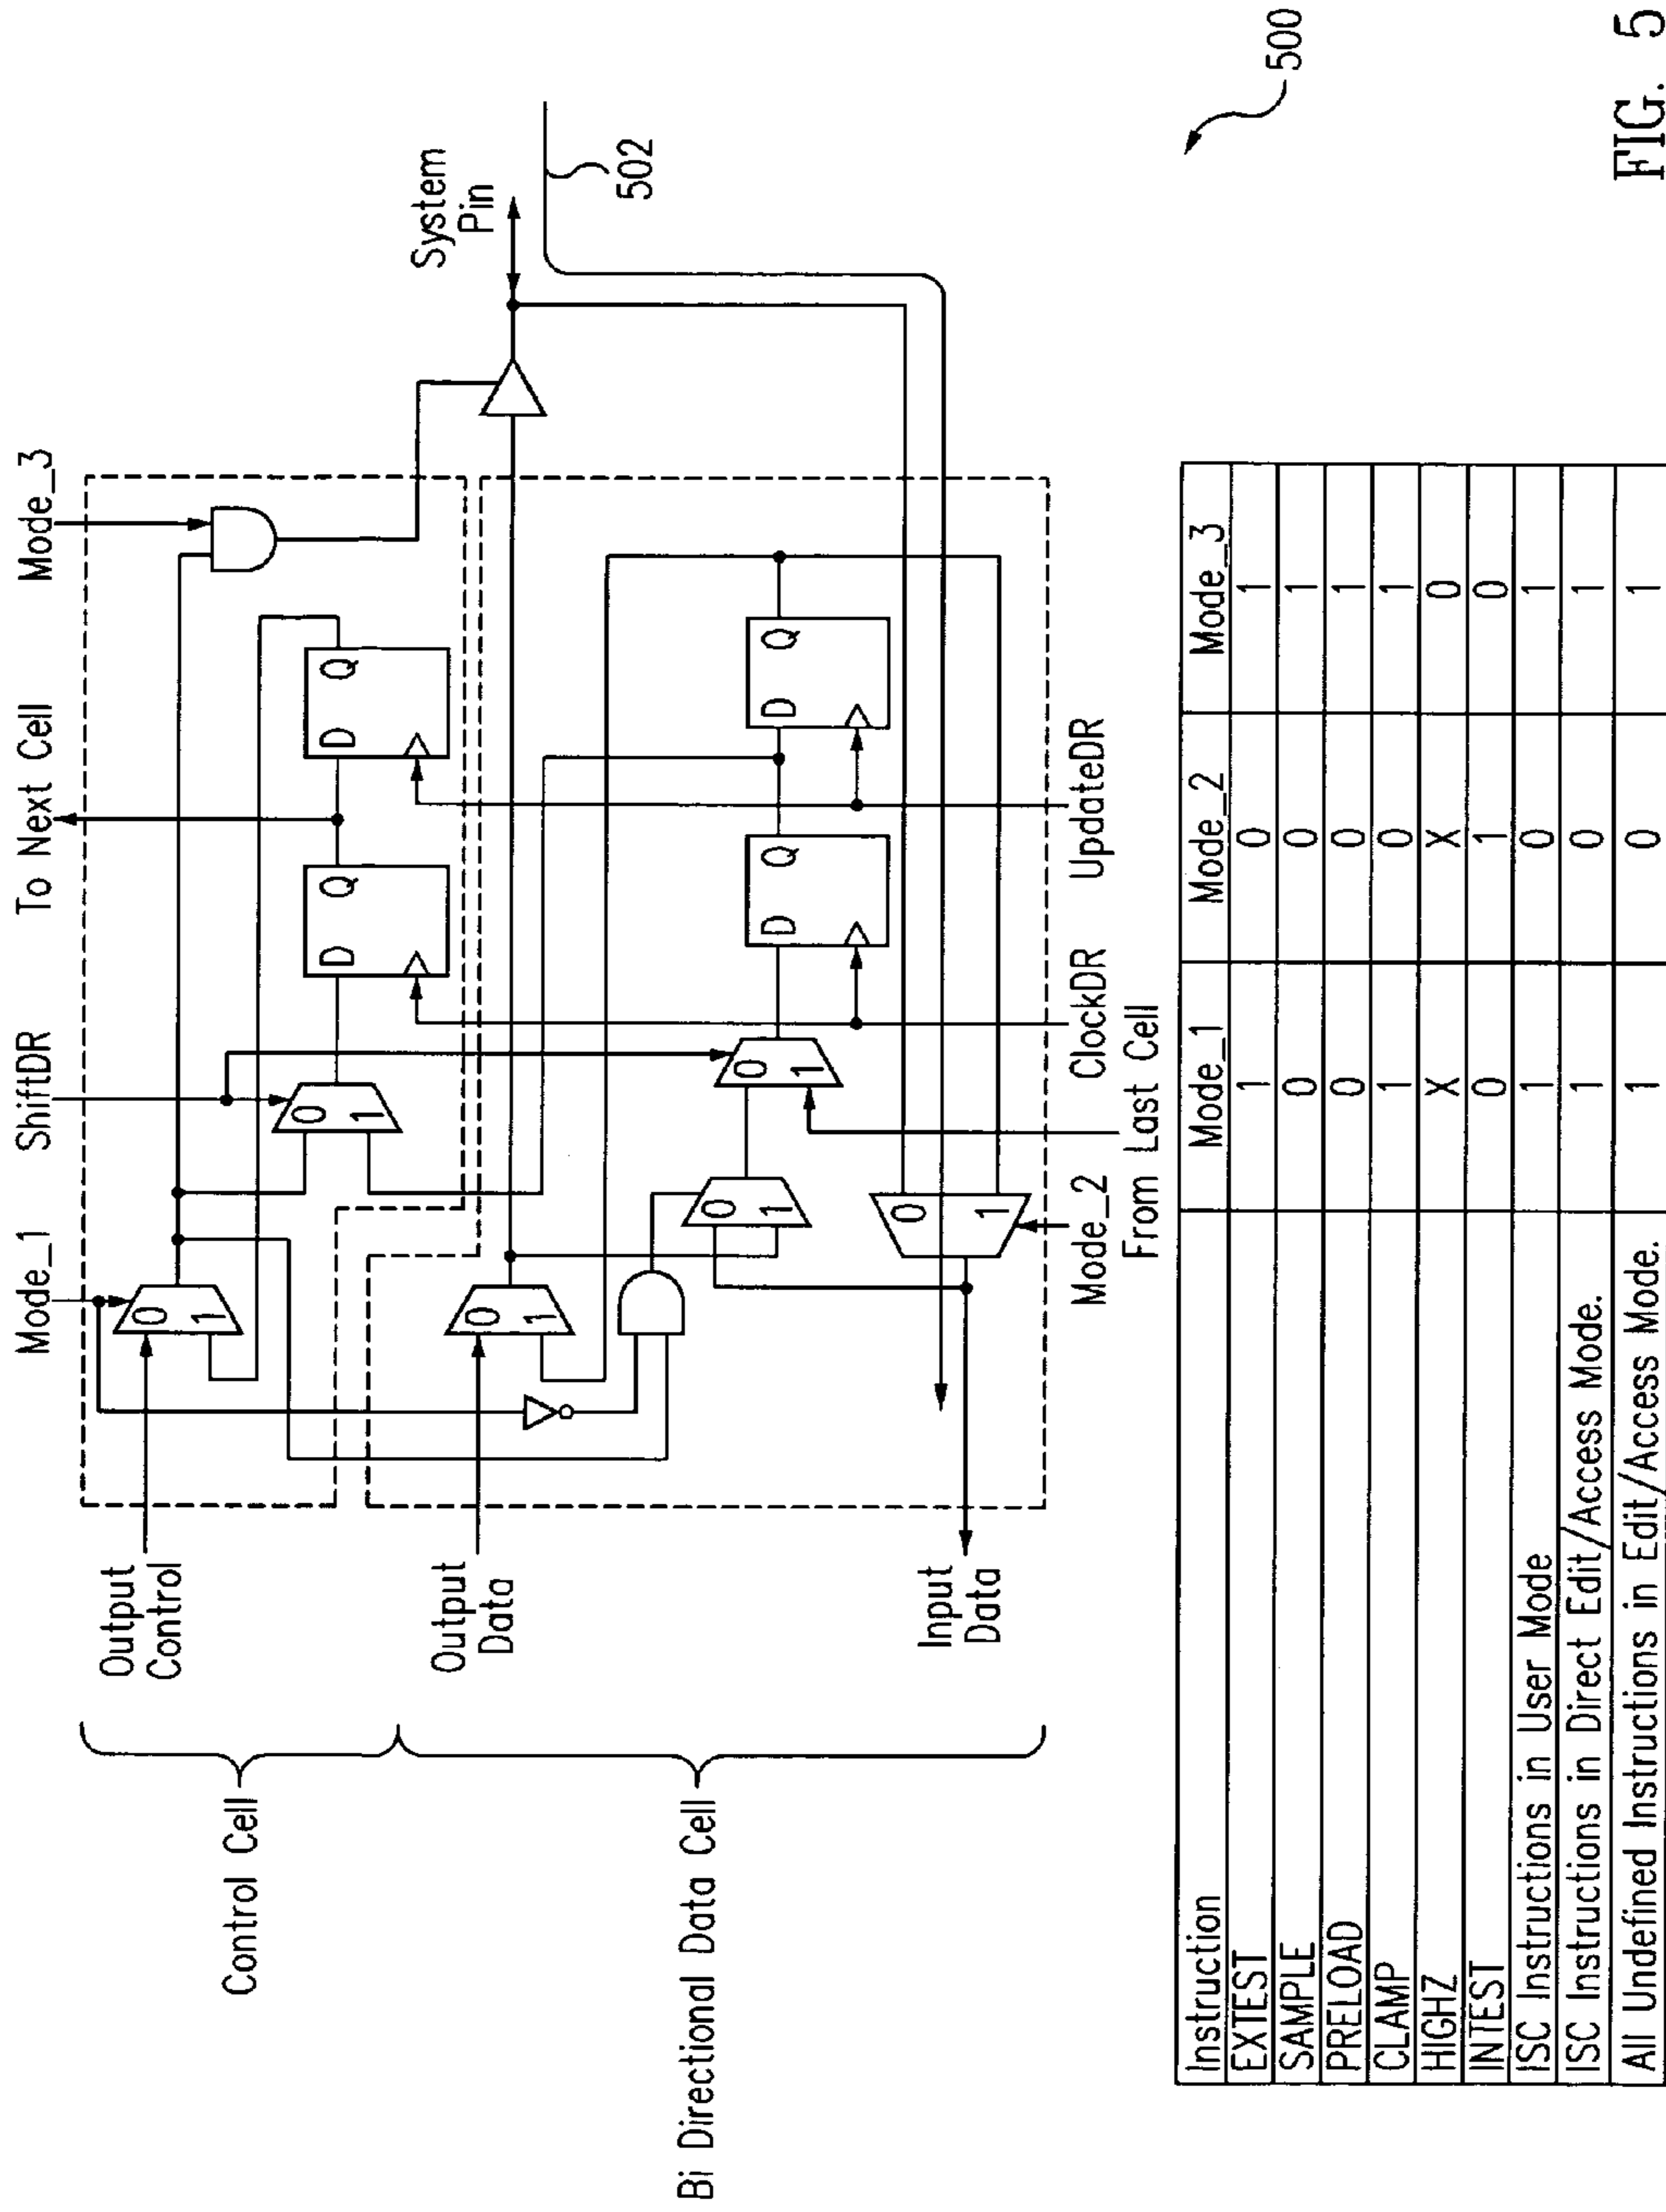 Mode_1
ShiftDR
To Next Cell
Mode_3
Control Cell
Output
Control
0
1
0
1
D
Q
D
Q
System
Pin
502
Bi Directional Data Cell
Output
Data
0
1
0
1
0
1
D
Q
D
Q
Input
Data
0
1
Mode_2
ClockDR
UpdateDR
From Last Cell
500
Instruction Mode_1 Mode_2 Mode_3
EXTEST 1 0 1
SAMPLE 0 0 1
PRELOAD 0 0 1
CLAMP 1 0 1
HIGHZ X X 0
INTEST 0 1 0
ISC Instructions in User Mode 1 0 1
ISC Instructions in Direct Edit/Access Mode. 1 0 1
All Undefined Instructions in Edit/Access Mode. 1 0 1
FIG. 5